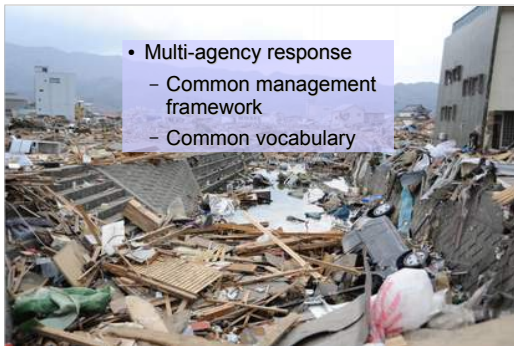 • Multi-agency response
– Common management
framework
– Common vocabulary